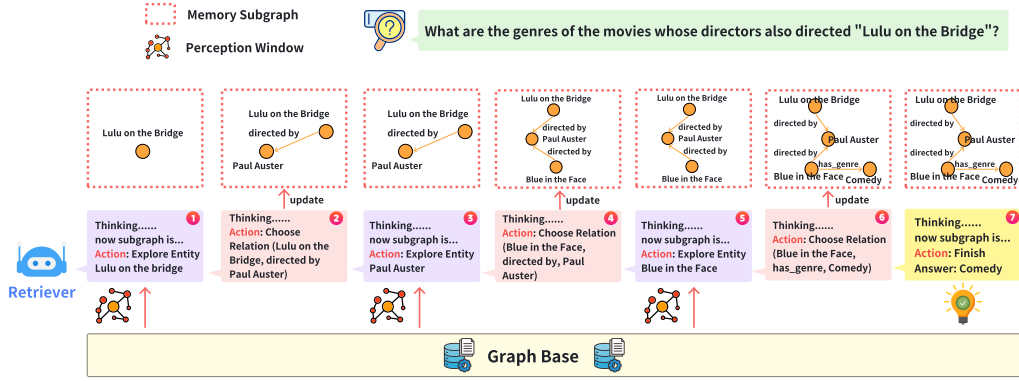 Memory Subgraph
Perception Window
What are the genres of the movies whose directors also directed "Lulu on the Bridge"?
Lulu on the Bridge
Lulu on the Bridge
directed by
Paul Auster
Lulu on the Bridge
directed by
Paul Auster
Lulu on the Bridge
directed by
Paul Auster
directed by
Blue in the Face
Lulu on the Bridge
directed by
Paul Auster
directed by
Blue in the Face
Lulu on the Bridge
directed by
Paul Auster
directed by
has_genre
Blue in the Face
Comedy
Lulu on the Bridge
directed by
Paul Auster
directed by
has_genre
Blue in the Face
Comedy
update
update
update
Retriever
1
Thinking......
now subgraph is...
Action: Explore Entity
Lulu on the bridge
2
Thinking......
Action: Choose
Relation (Lulu on the
Bridge, directed by
Paul Auster)
3
Thinking......
now subgraph is...
Action: Explore Entity
Paul Auster
4
Thinking......
Action: Choose Relation
(Blue in the Face,
directed by, Paul
Auster)
5
Thinking......
now subgraph is...
Action: Explore Entity
Blue in the Face
6
Thinking......
Action: Choose Relation
(Blue in the Face,
has_genre, Comedy)
7
Thinking......
now subgraph is...
Action: Finish
Answer: Comedy
Graph Base